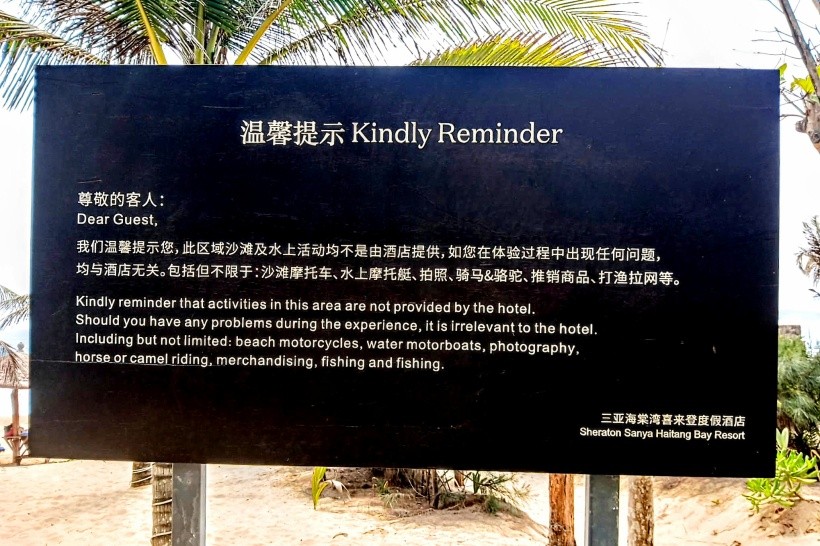 温馨提示 Kindly Reminder
尊敬的客人：
Dear Guest,
我们温馨提示您，此区域沙滩及水上活动均不是由酒店提供，如您在体验过程中出现任何问题，
均与酒店无关。包括但不限于：沙滩摩托车、水上摩托艇、拍照、骑马&骆驼、推销商品、打渔拉网等。
Kindly reminder that activities in this area are not provided by the hotel.
Should you have any problems during the experience, it is irrelevant to the hotel.
Including but not limited: beach motorcycles, water motorboats, photography,
horse or camel riding, merchandising, fishing and fishing.
三亚海棠湾喜来登度假酒店
Sheraton Sanya Haitang Bay Resort